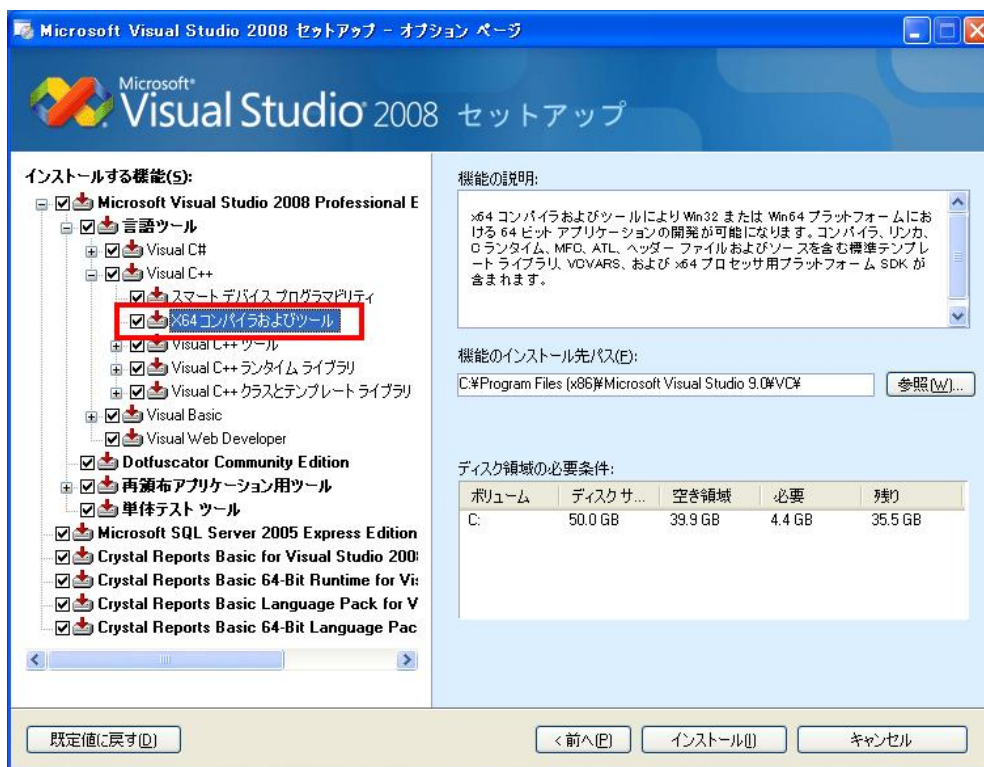 Microsoft Visual Studio 2008 セットアップ - オプション ページ
Microsoft®
Visual Studio 2008 セットアップ
インストールする機能(S):
Microsoft Visual Studio 2008 Professional E
言語ツール
Visual C#
Visual C++
スマート デバイス プログラマビリティ
X64 コンパイラおよびツール
Visual C++ ツール
Visual C++ ランタイム ライブラリ
Visual C++ クラスとテンプレート ライブラリ
Visual Basic
Visual Web Developer
Dotfuscator Community Edition
再頒布アプリケーション用ツール
単体テスト ツール
Microsoft SQL Server 2005 Express Edition
Crystal Reports Basic for Visual Studio 200
Crystal Reports Basic 64-Bit Runtime for Vi
Crystal Reports Basic Language Pack for V
Crystal Reports Basic 64-Bit Language Pac
機能の説明:
x64 コンパイラおよびツールにより Win32 または Win64 プラットフォームにお
ける 64 ビット アプリケーションの開発が可能になります。コンパイラ、リンカ、
C ランタイム、MFC、ATL、ヘッダー ファイルおよびソースを含む標準テンプレ
ート ライブラリ、VCVARS、および x64 プロセッサ用プラットフォーム SDK が
含まれます。
機能のインストール先パス(F):
C:¥Program Files (x86)¥Microsoft Visual Studio 9.0¥VC¥
参照(W)...
ディスク領域の必要条件:
ボリューム ディスク サ... 空き領域 必要 残り
C: 50.0 GB 39.9 GB 4.4 GB 35.5 GB
既定値に戻す(D)
< 前へ(P)
インストール(I)
キャンセル